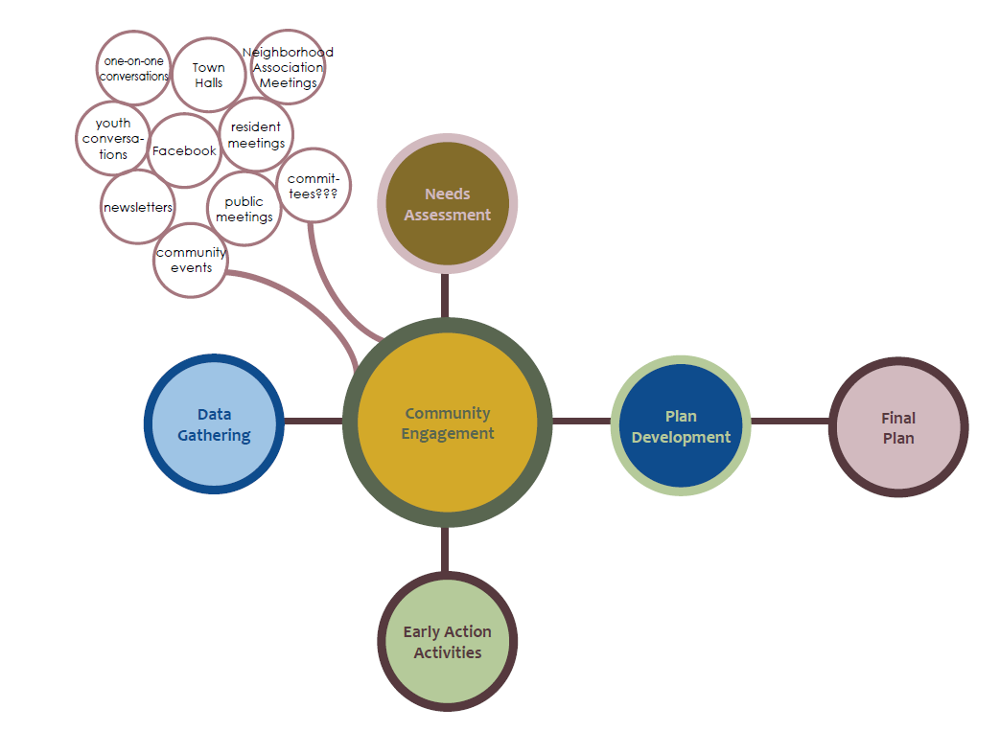 one-on-one
conversations
Town
Halls
Neighborhood
Association
Meetings
youth
conversa-
tions
Facebook
resident
meetings
commit-
tees???
newsletters
public
meetings
community
events
Needs
Assessment
Data
Gathering
Community
Engagement
Plan
Development
Final
Plan
Early Action
Activities